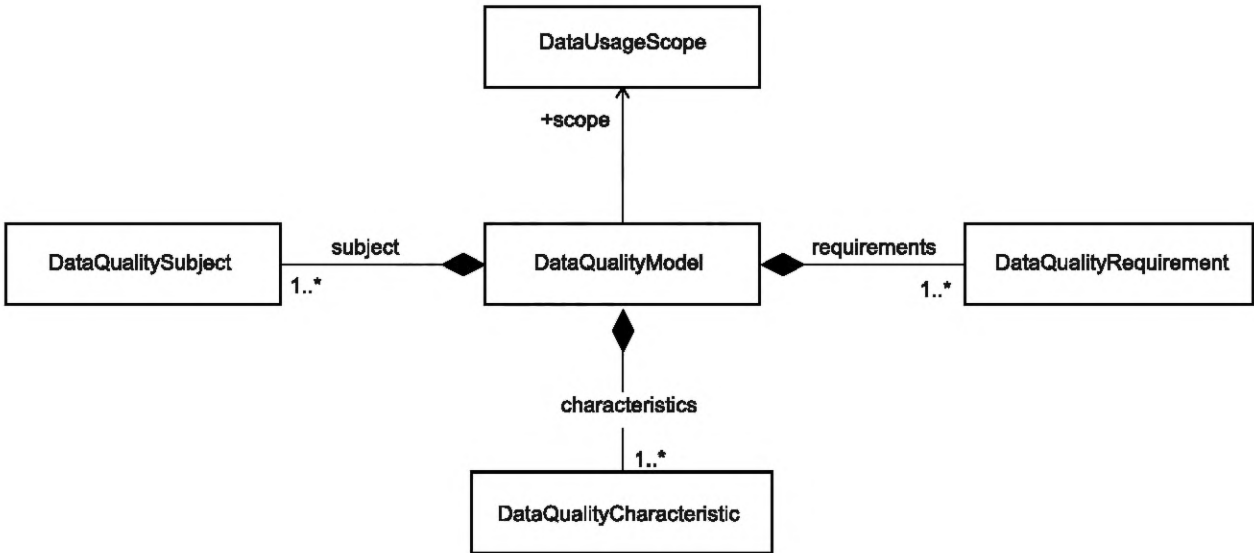 DataUsageScope
+scope
DataQualitySubject
subject
1..*
DataQualityModel
requirements
1..*
DataQualityRequirement
characteristics
1..*
DataQualityCharacteristic